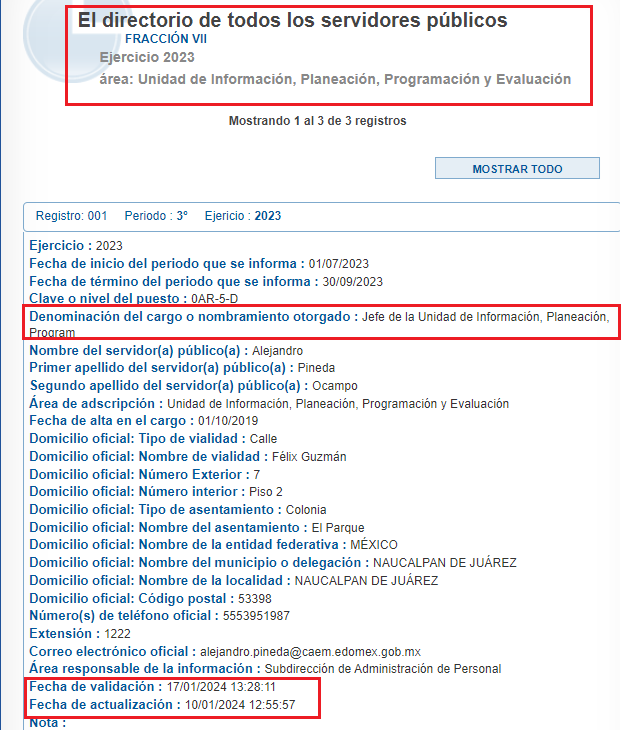 El directorio de todos los servidores públicos
FRACCIÓN VII
Ejercicio 2023
área: Unidad de Información, Planeación, Programación y Evaluación
Mostrando 1 al 3 de 3 registros
MOSTRAR TODO
Registro: 001 Periodo : 3° Ejericio : 2023
Ejercicio : 2023
Fecha de inicio del periodo que se informa : 01/07/2023
Fecha de término del periodo que se informa : 30/09/2023
Clave o nivel del puesto : 0AR-5-D
Denominación del cargo o nombramiento otorgado : Jefe de la Unidad de Información, Planeación,
Program
Nombre del servidor(a) público(a) : Alejandro
Primer apellido del servidor(a) público(a) : Pineda
Segundo apellido del servidor(a) público(a) : Ocampo
Área de adscripción : Unidad de Información, Planeación, Programación y Evaluación
Fecha de alta en el cargo : 01/10/2019
Domicilio oficial: Tipo de vialidad : Calle
Domicilio oficial: Nombre de vialidad : Félix Guzmán
Domicilio oficial: Número Exterior : 7
Domicilio oficial: Número interior : Piso 2
Domicilio oficial: Tipo de asentamiento : Colonia
Domicilio oficial: Nombre del asentamiento : El Parque
Domicilio oficial: Nombre de la entidad federativa : MÉXICO
Domicilio oficial: Nombre del municipio o delegación : NAUCALPAN DE JUÁREZ
Domicilio oficial: Nombre de la localidad : NAUCALPAN DE JUÁREZ
Domicilio oficial: Código postal : 53398
Número(s) de teléfono oficial : 5553951987
Extensión : 1222
Correo electrónico oficial : alejandro.pineda@caem.edomex.gob.mx
Área responsable de la información : Subdirección de Administración de Personal
Fecha de validación : 17/01/2024 13:28:11
Fecha de actualización : 10/01/2024 12:55:57
Nota :